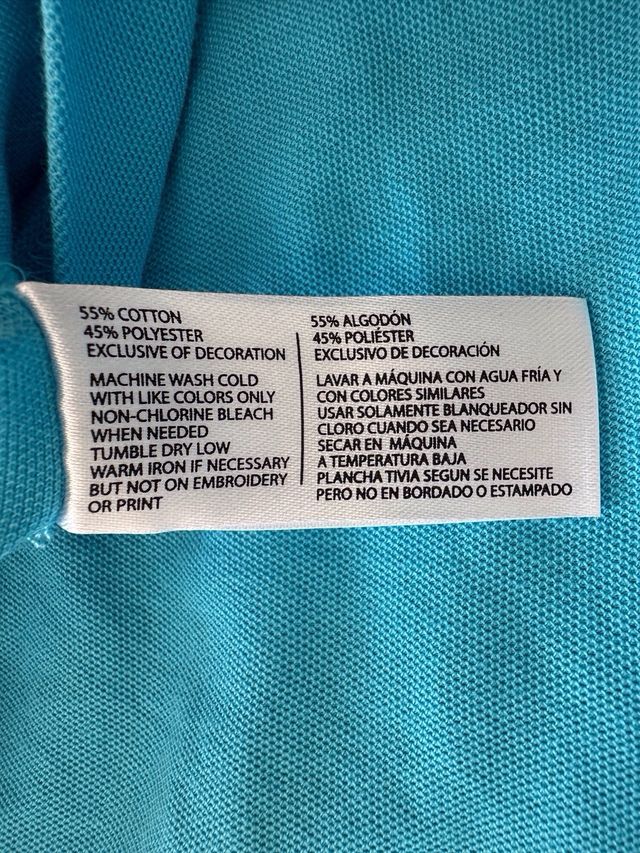 55% COTTON
45% POLYESTER
EXCLUSIVE OF DECORATION
MACHINE WASH COLD
WITH LIKE COLORS ONLY
NON-CHLORINE BLEACH
WHEN NEEDED
TUMBLE DRY LOW
WARM IRON IF NECESSARY
BUT NOT ON EMBROIDERY
OR PRINT
55% ALGODÓN
45% POLIÉSTER
EXCLUSIVO DE DECORACIÓN
LAVAR A MÁQUINA CON AGUA FRÍA Y
CON COLORES SIMILARES
USAR SOLAMENTE BLANQUEADOR SIN
CLORO CUANDO SEA NECESARIO
SECAR EN MÁQUINA
A TEMPERATURA BAJA
PLANCHA TIVIA SEGUN SE NECESITE
PERO NO EN BORDADO O ESTAMPADO